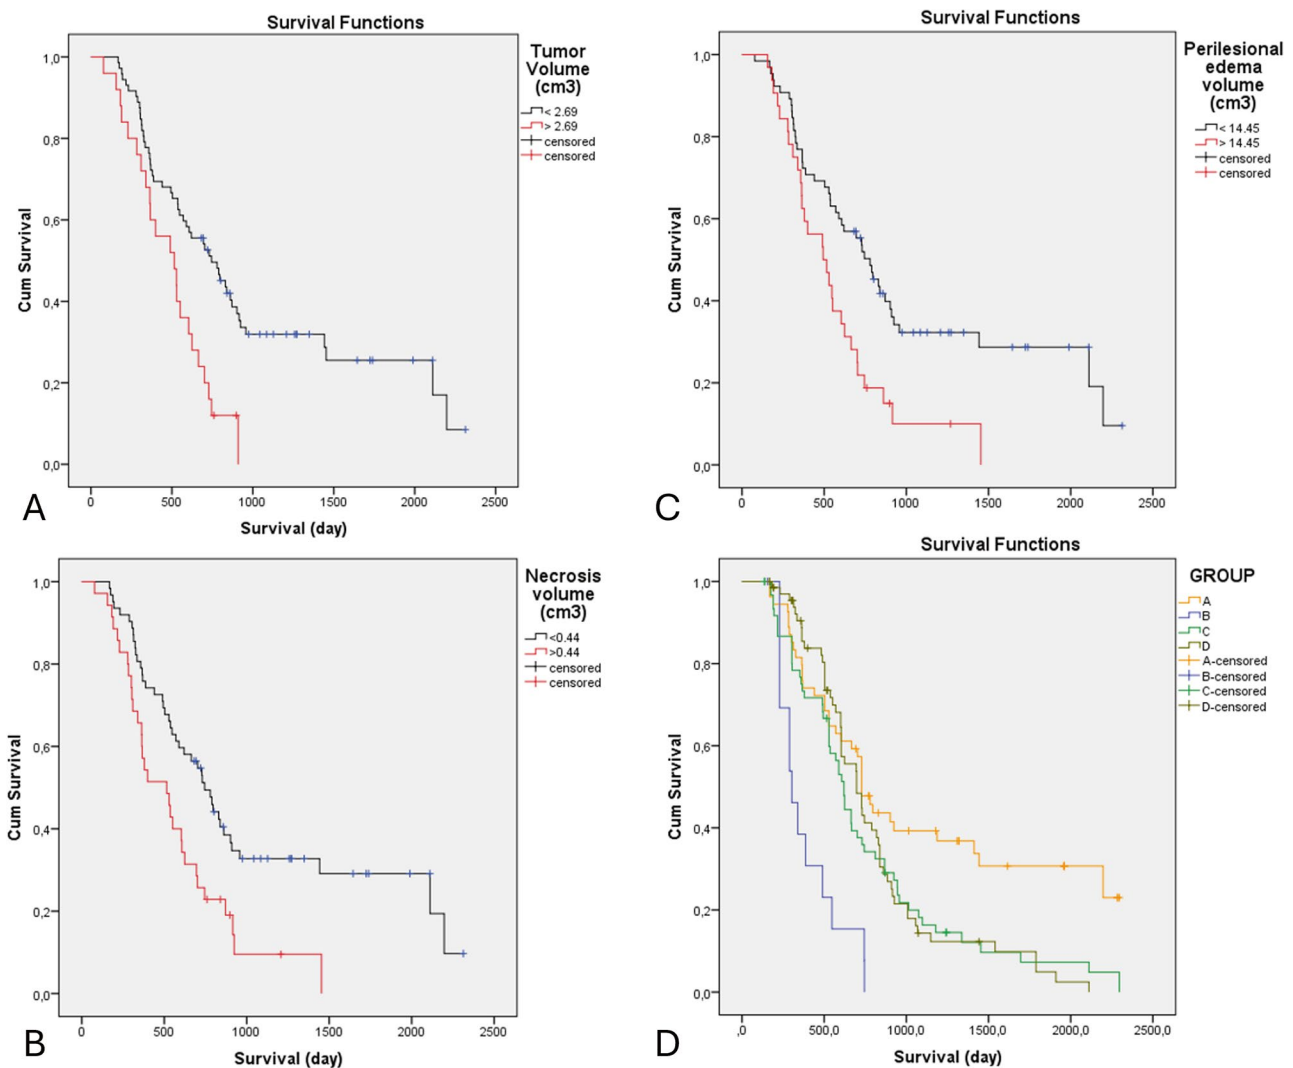 Survival Functions
Tumor
Volume
(cm3)
< 2.69
> 2.69
censored
censored
Cum Survival
1,0
0,8
0,6
0,4
0,2
0,0
0 500 1000 1500 2000 2500
Survival (day)
A
Survival Functions
Perilesional
edema
volume
(cm3)
< 14.45
> 14.45
censored
censored
Cum Survival
1,0
0,8
0,6
0,4
0,2
0,0
0 500 1000 1500 2000 2500
C
Necrosis
volume
(cm3)
<0.44
>0.44
censored
censored
Cum Survival
1,0
0,8
0,6
0,4
0,2
0,0
0 500 1000 1500 2000 2500
Survival (day)
B
Survival Functions
GROUP
A
B
C
D
A-censored
B-censored
C-censored
D-censored
Cum Survival
1,0
0,8
0,6
0,4
0,2
0,0
,0 500,0 1000,0 1500,0 2000,0 2500,0
Survival (day)
D